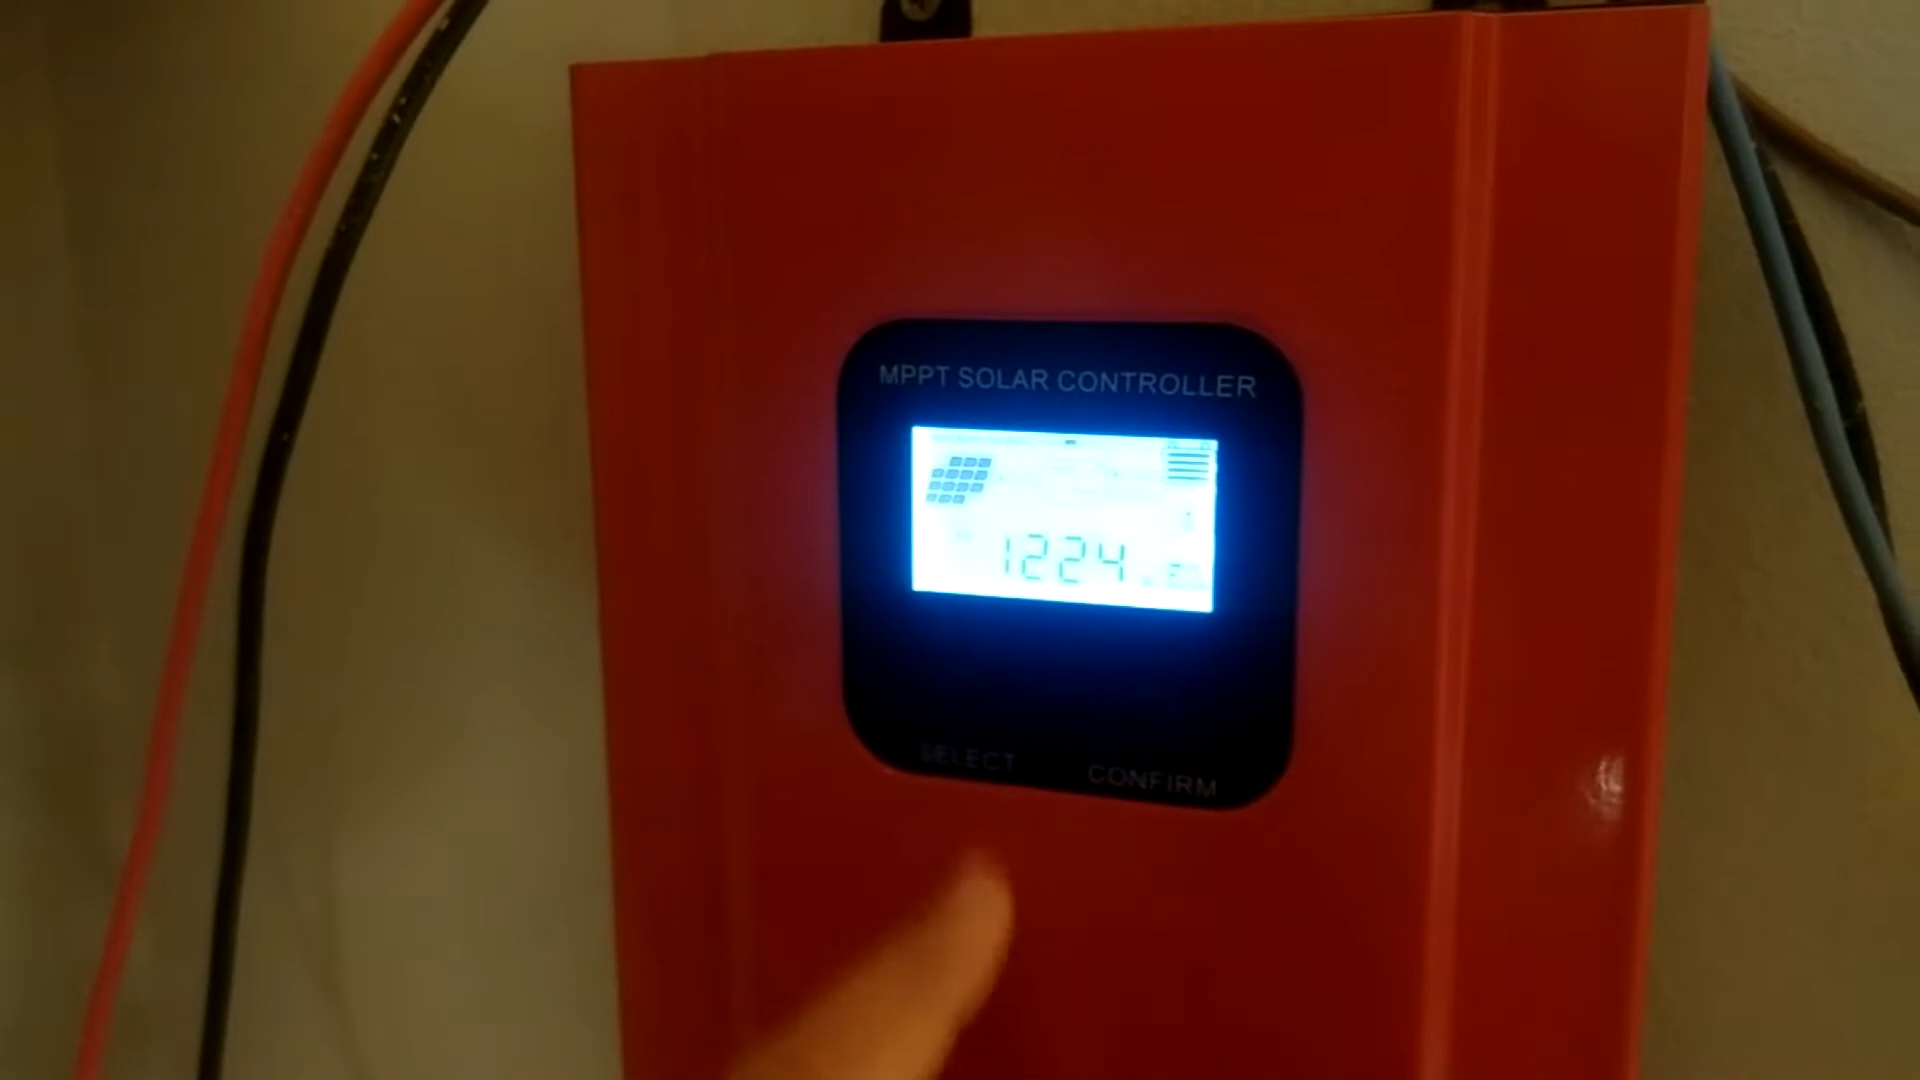 MPPT SOLAR CONTROLLER
1224
SELECT
CONFIRM